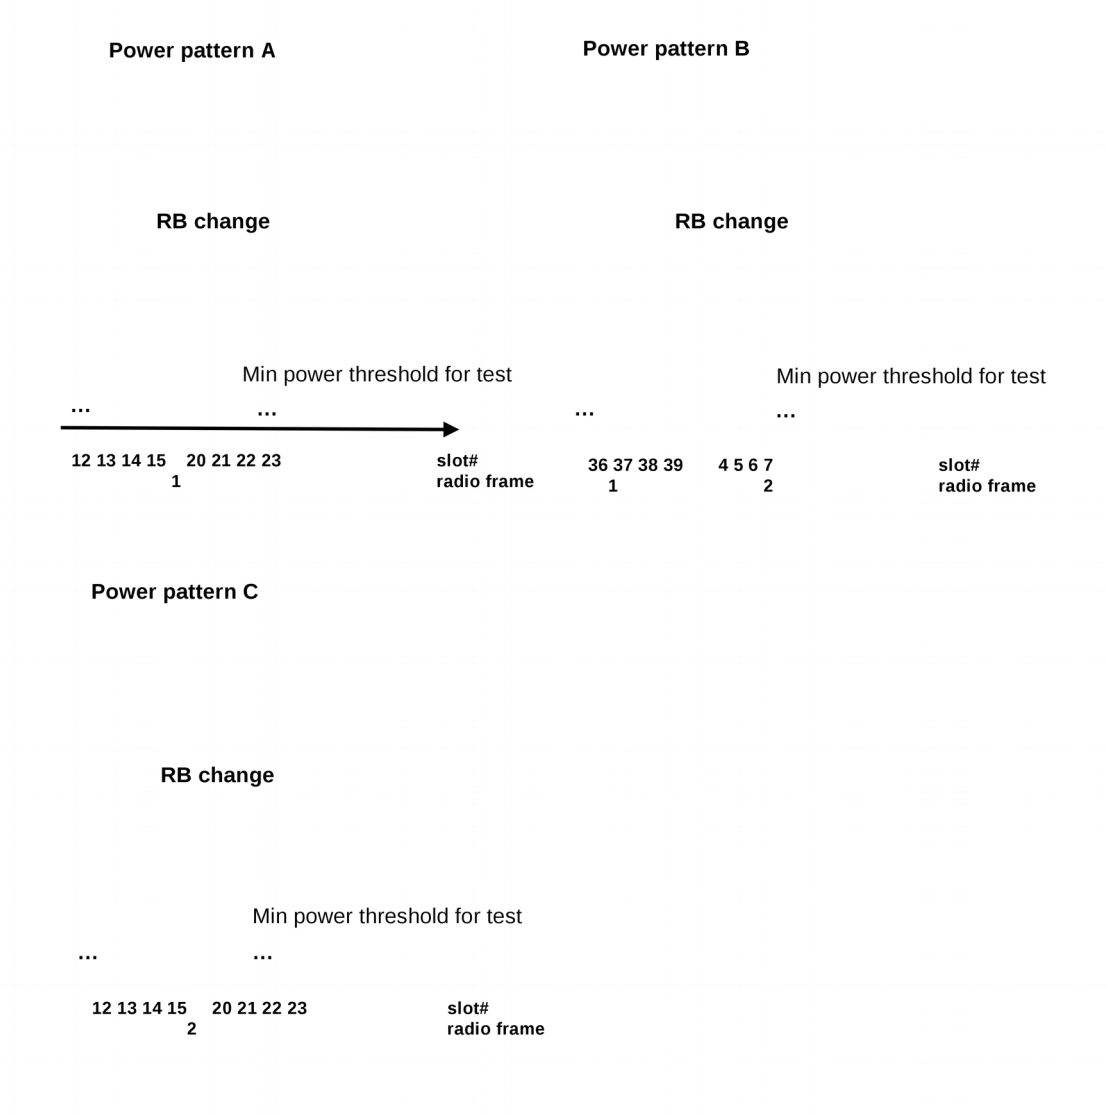 Power pattern A
RB change
Min power threshold for test
... ...
12 13 14 15 20 21 22 23 slot#
1 radio frame
Power pattern B
RB change
Min power threshold for test
... ...
36 37 38 39 4 5 6 7 slot#
1 2 radio frame
Power pattern C
RB change
Min power threshold for test
... ...
12 13 14 15 20 21 22 23 slot#
2 radio frame